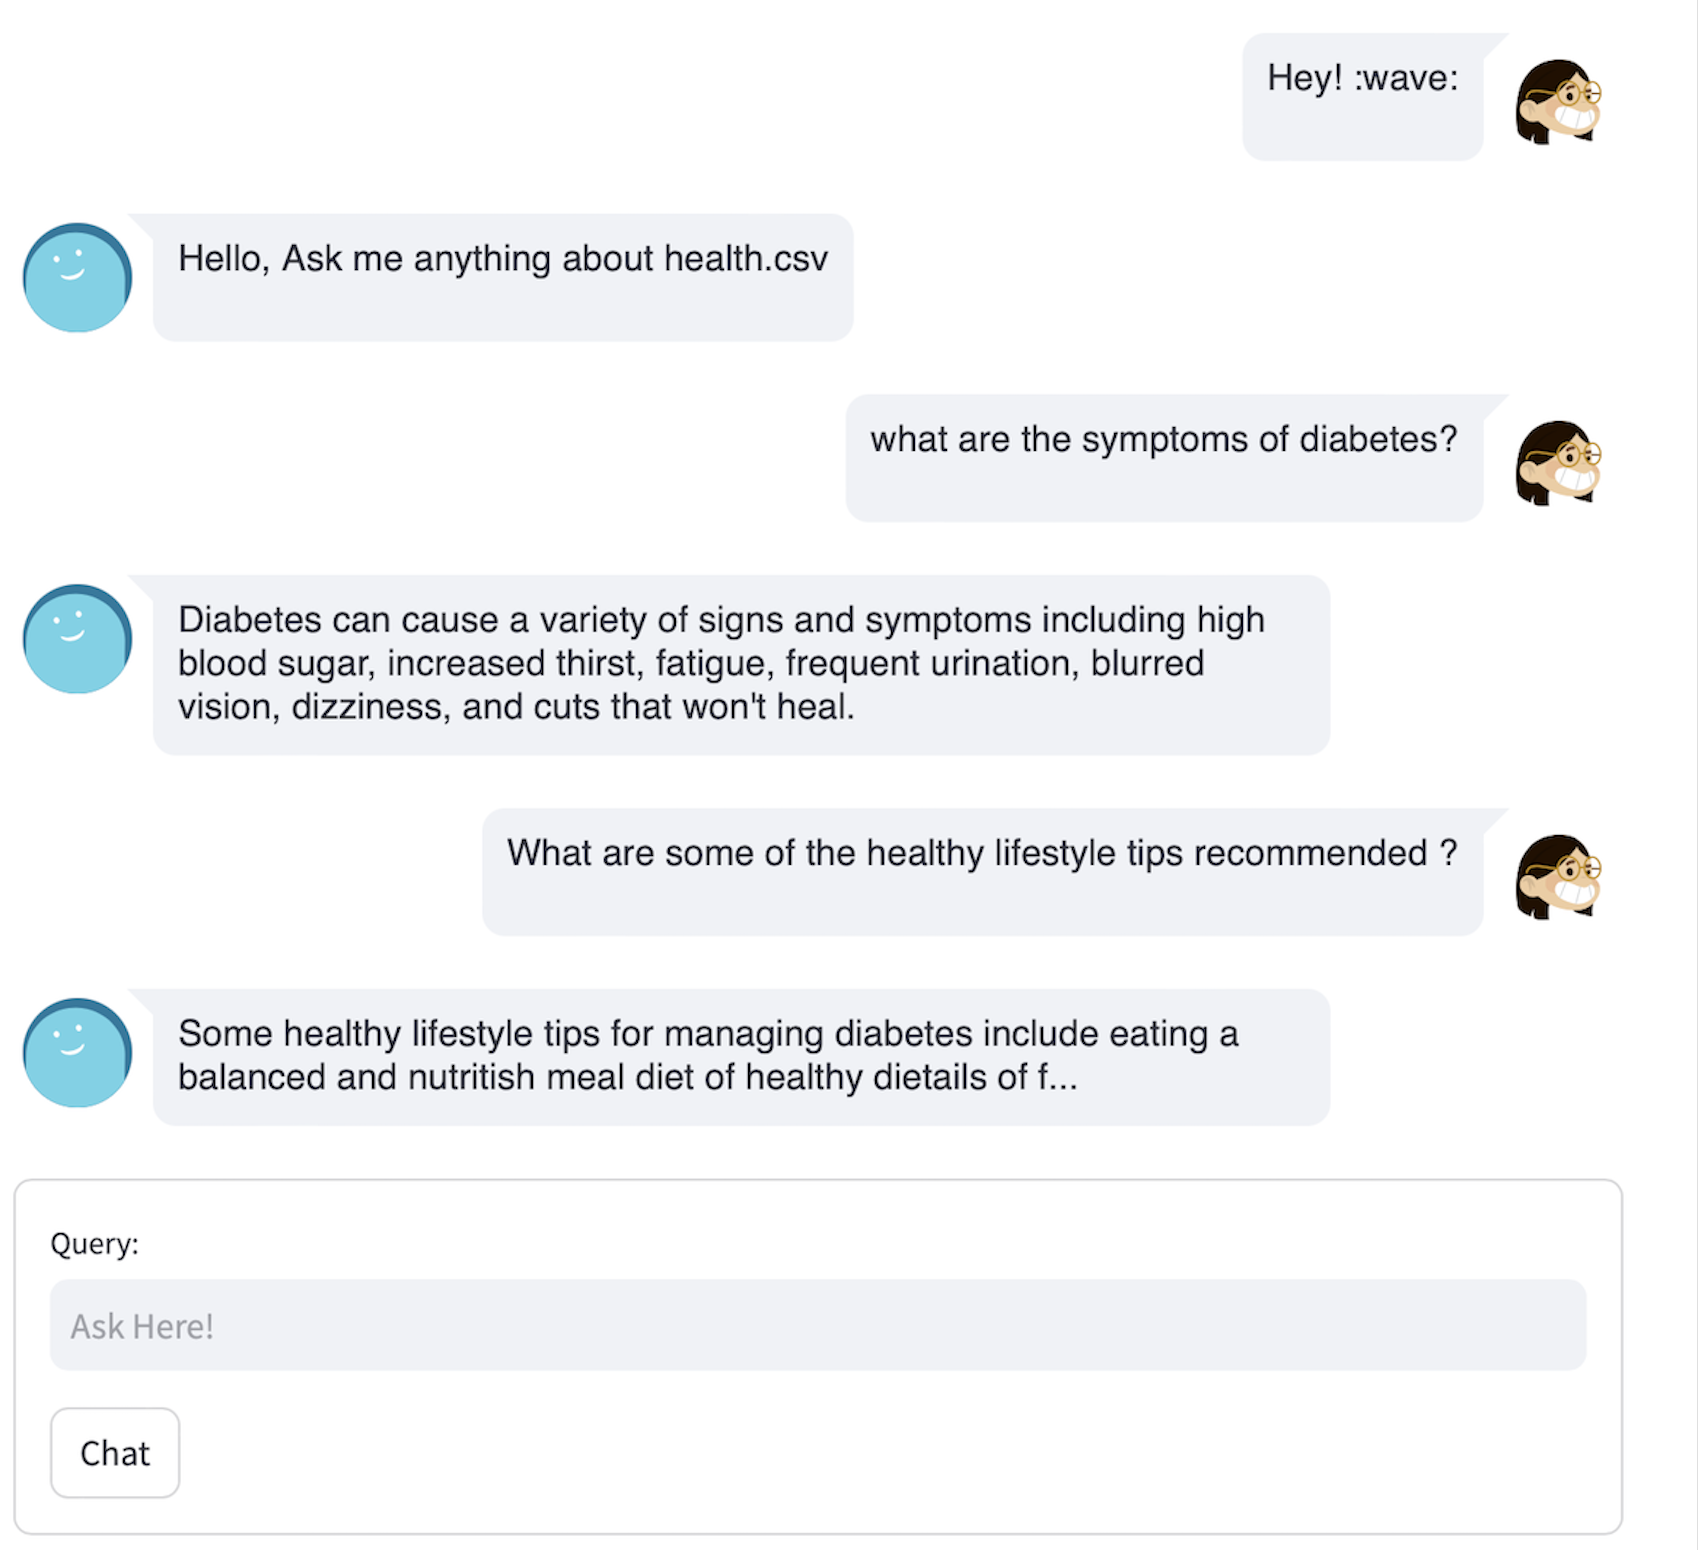 Hey! :wave:
Hello, Ask me anything about health.csv
what are the symptoms of diabetes?
Diabetes can cause a variety of signs and symptoms including high
blood sugar, increased thirst, fatigue, frequent urination, blurred
vision, dizziness, and cuts that won't heal.
What are some of the healthy lifestyle tips recommended ?
Some healthy lifestyle tips for managing diabetes include eating a
balanced and nutritish meal diet of healthy dietails of f...
Query:
Ask Here!
Chat